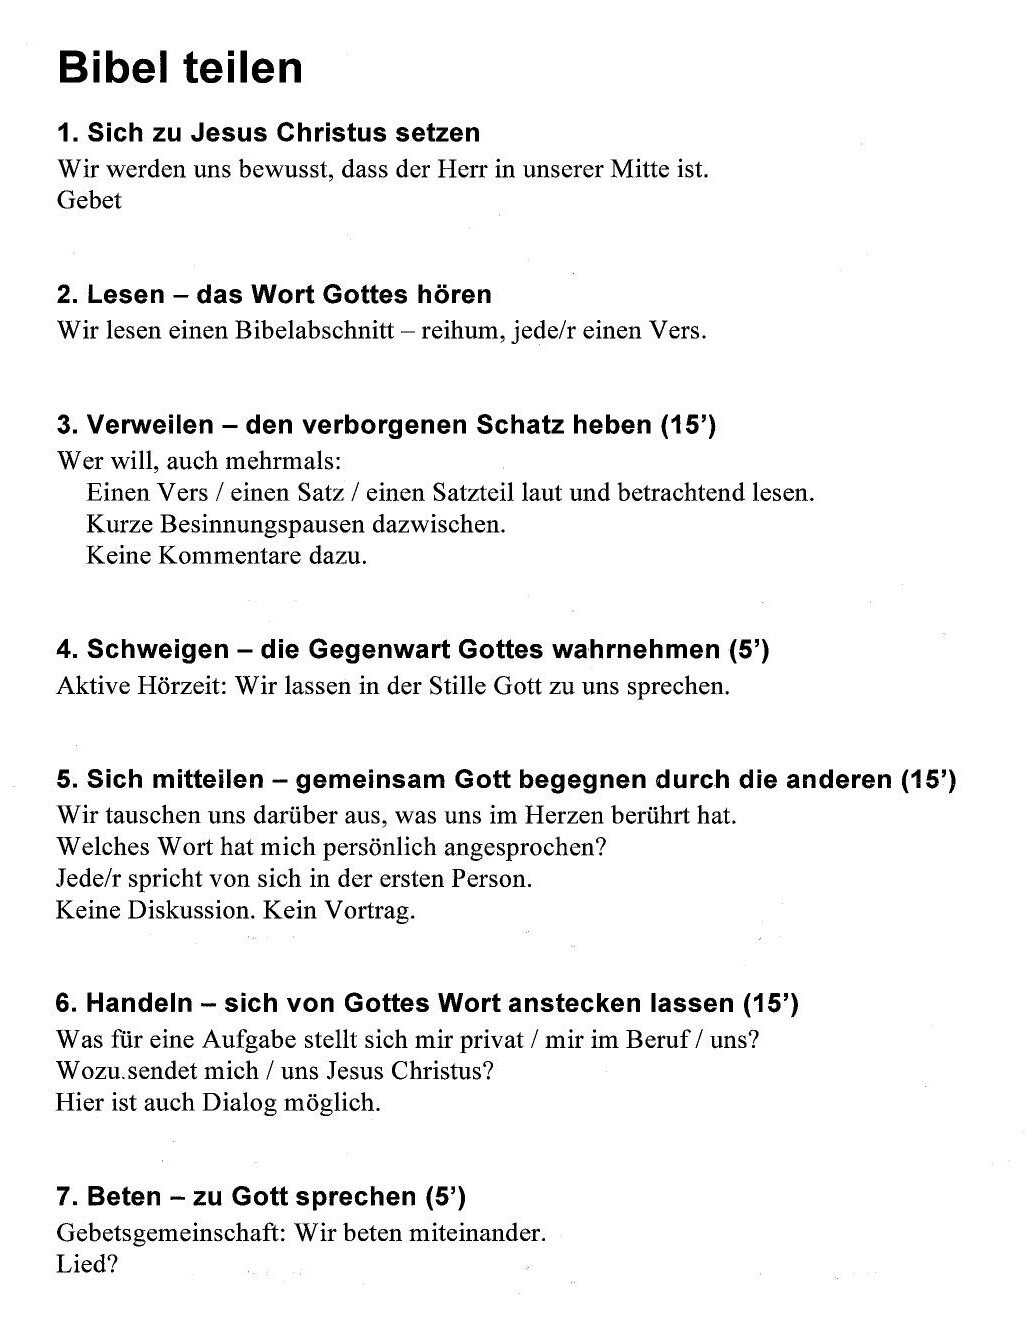 Bibel teilen
1. Sich zu Jesus Christus setzen
Wir werden uns bewusst, dass der Herr in unserer Mitte ist.
Gebet
2. Lesen – das Wort Gottes hören
Wir lesen einen Bibelabschnitt – reihum, jede/r einen Vers.
3. Verweilen – den verborgenen Schatz heben (15’)
Wer will, auch mehrmals:
Einen Vers / einen Satz / einen Satzteil laut und betrachtend lesen.
Kurze Besinnungspausen dazwischen.
Keine Kommentare dazu.
4. Schweigen – die Gegenwart Gottes wahrnehmen (5’)
Aktive Hörzeit: Wir lassen in der Stille Gott zu uns sprechen.
5. Sich mitteilen – gemeinsam Gott begegnen durch die anderen (15’)
Wir tauschen uns darüber aus, was uns im Herzen berührt hat.
Welches Wort hat mich persönlich angesprochen?
Jede/r spricht von sich in der ersten Person.
Keine Diskussion. Kein Vortrag.
6. Handeln – sich von Gottes Wort anstecken lassen (15’)
Was für eine Aufgabe stellt sich mir privat / mir im Beruf / uns?
Wozu sendet mich / uns Jesus Christus?
Hier ist auch Dialog möglich.
7. Beten – zu Gott sprechen (5’)
Gebetsgemeinschaft: Wir beten miteinander.
Lied?